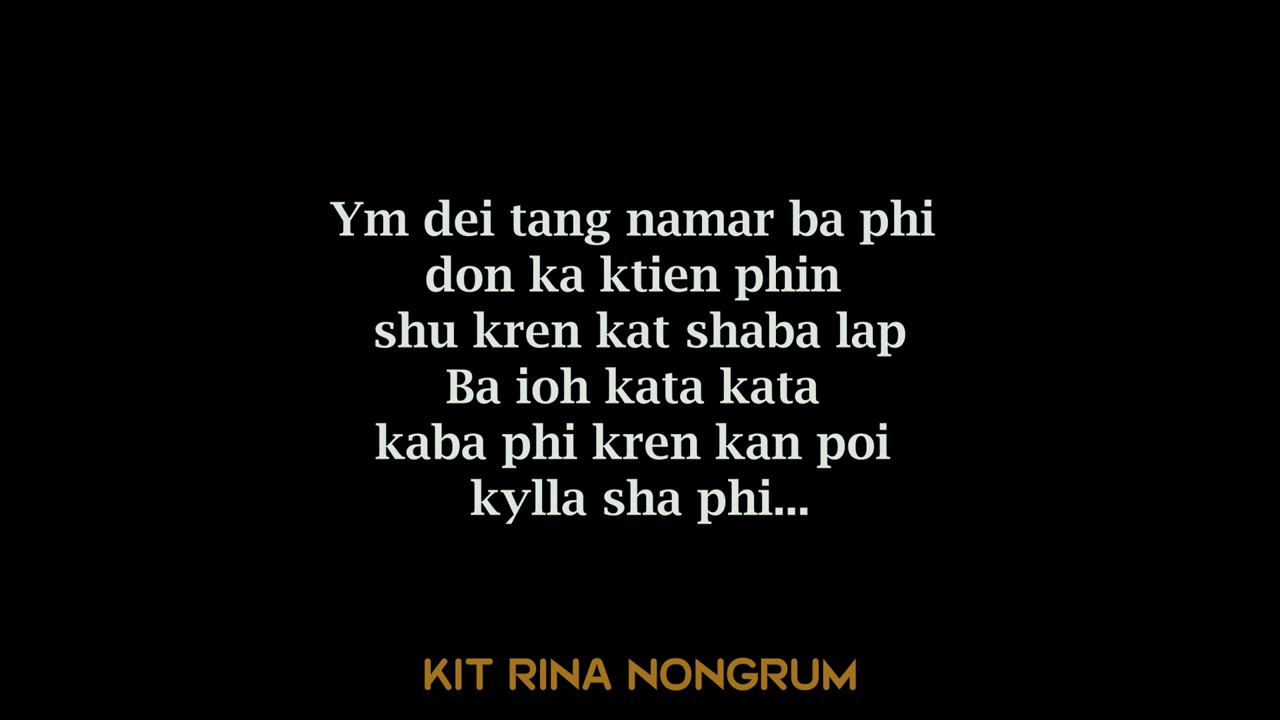 Ym dei tang namar ba phi
don ka ktien phin
shu kren kat shaba lap
Ba ioh kata kata
kaba phi kren kan poi
kylla sha phi...
KIT RINA NONGRUM